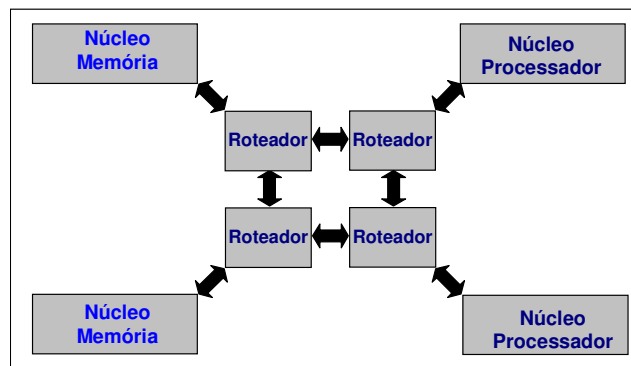 Núcleo
Memória
Núcleo
Processador
Roteador
Roteador
Roteador
Roteador
Núcleo
Memória
Núcleo
Processador